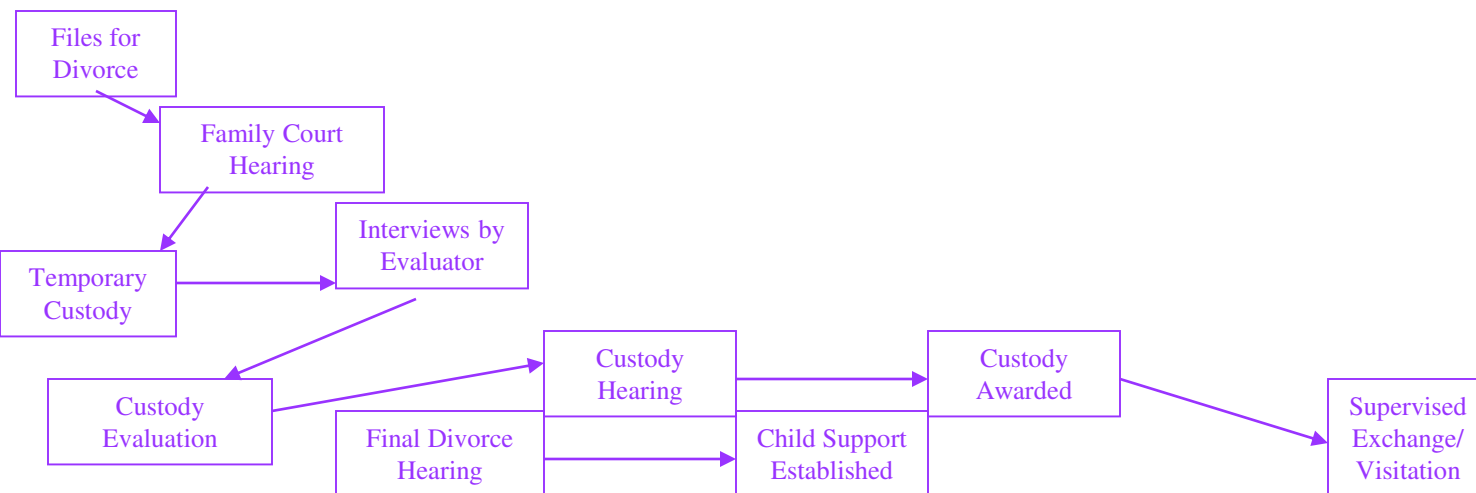 Files for
Divorce
Family Court
Hearing
Temporary
Custody
Interviews by
Evaluator
Custody
Evaluation
Custody
Hearing
Custody
Awarded
Final Divorce
Hearing
Child Support
Established
Supervised
Exchange/
Visitation